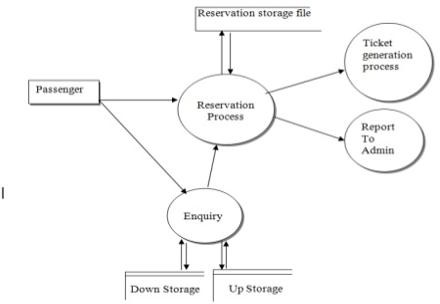 Reservation storage file
Ticket
generation
process
Passenger
Reservation
Process
Report
To
Admin
Enquiry
Down Storage
Up Storage